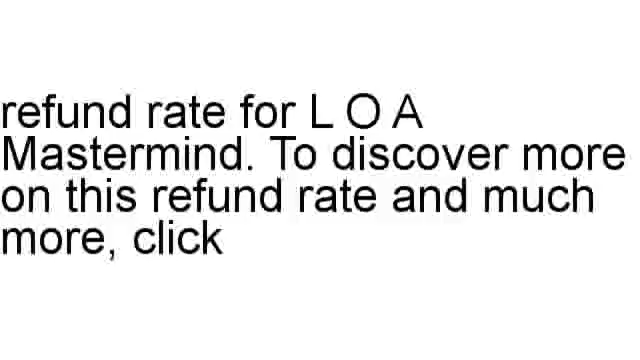 refund rate for L O A
Mastermind. To discover more
on this refund rate and much
more, click